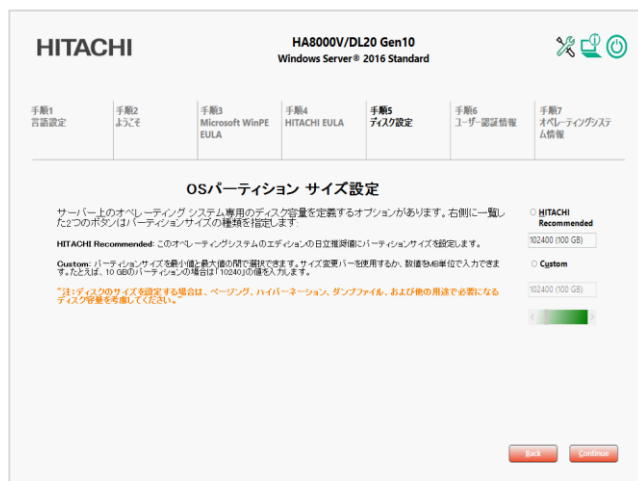 HITACHI
HA8000V/DL20 Gen10
Windows Server® 2016 Standard
手順1
言語設定
手順2
ようこそ
手順3
Microsoft WinPE
EULA
手順4
HITACHI EULA
手順5
ディスク設定
手順6
ユーザー認証情報
手順7
オペレーティングシステ
ム情報
OSパーティション サイズ設定
サーバー上のオペレーティング システム専用のディスク容量を定義するオプションがあります。右側に一覧し
た2つのボタンはパーティションサイズの種類を指定します:
HITACHI Recommended: このオペレーティングシステムのエディションの日立推奨値にパーティションサイズを設定します。
Custom: パーティションサイズを最小値と最大値の間で選択できます。サイズ変更バーを使用するか、数値をMB単位で入力できま
す。たとえば、10 GBのパーティションの場合は「10240」の値を入力します。
"注:ディスクのサイズを設定する場合は、ページング、ハイバーネーション、ダンプファイル、および他の用途で必要になる
ディスク容量を考慮してください。"
HITACHI
Recommended
102400 (100 GB)
Custom
102400 (100 GB)
Back
Continue